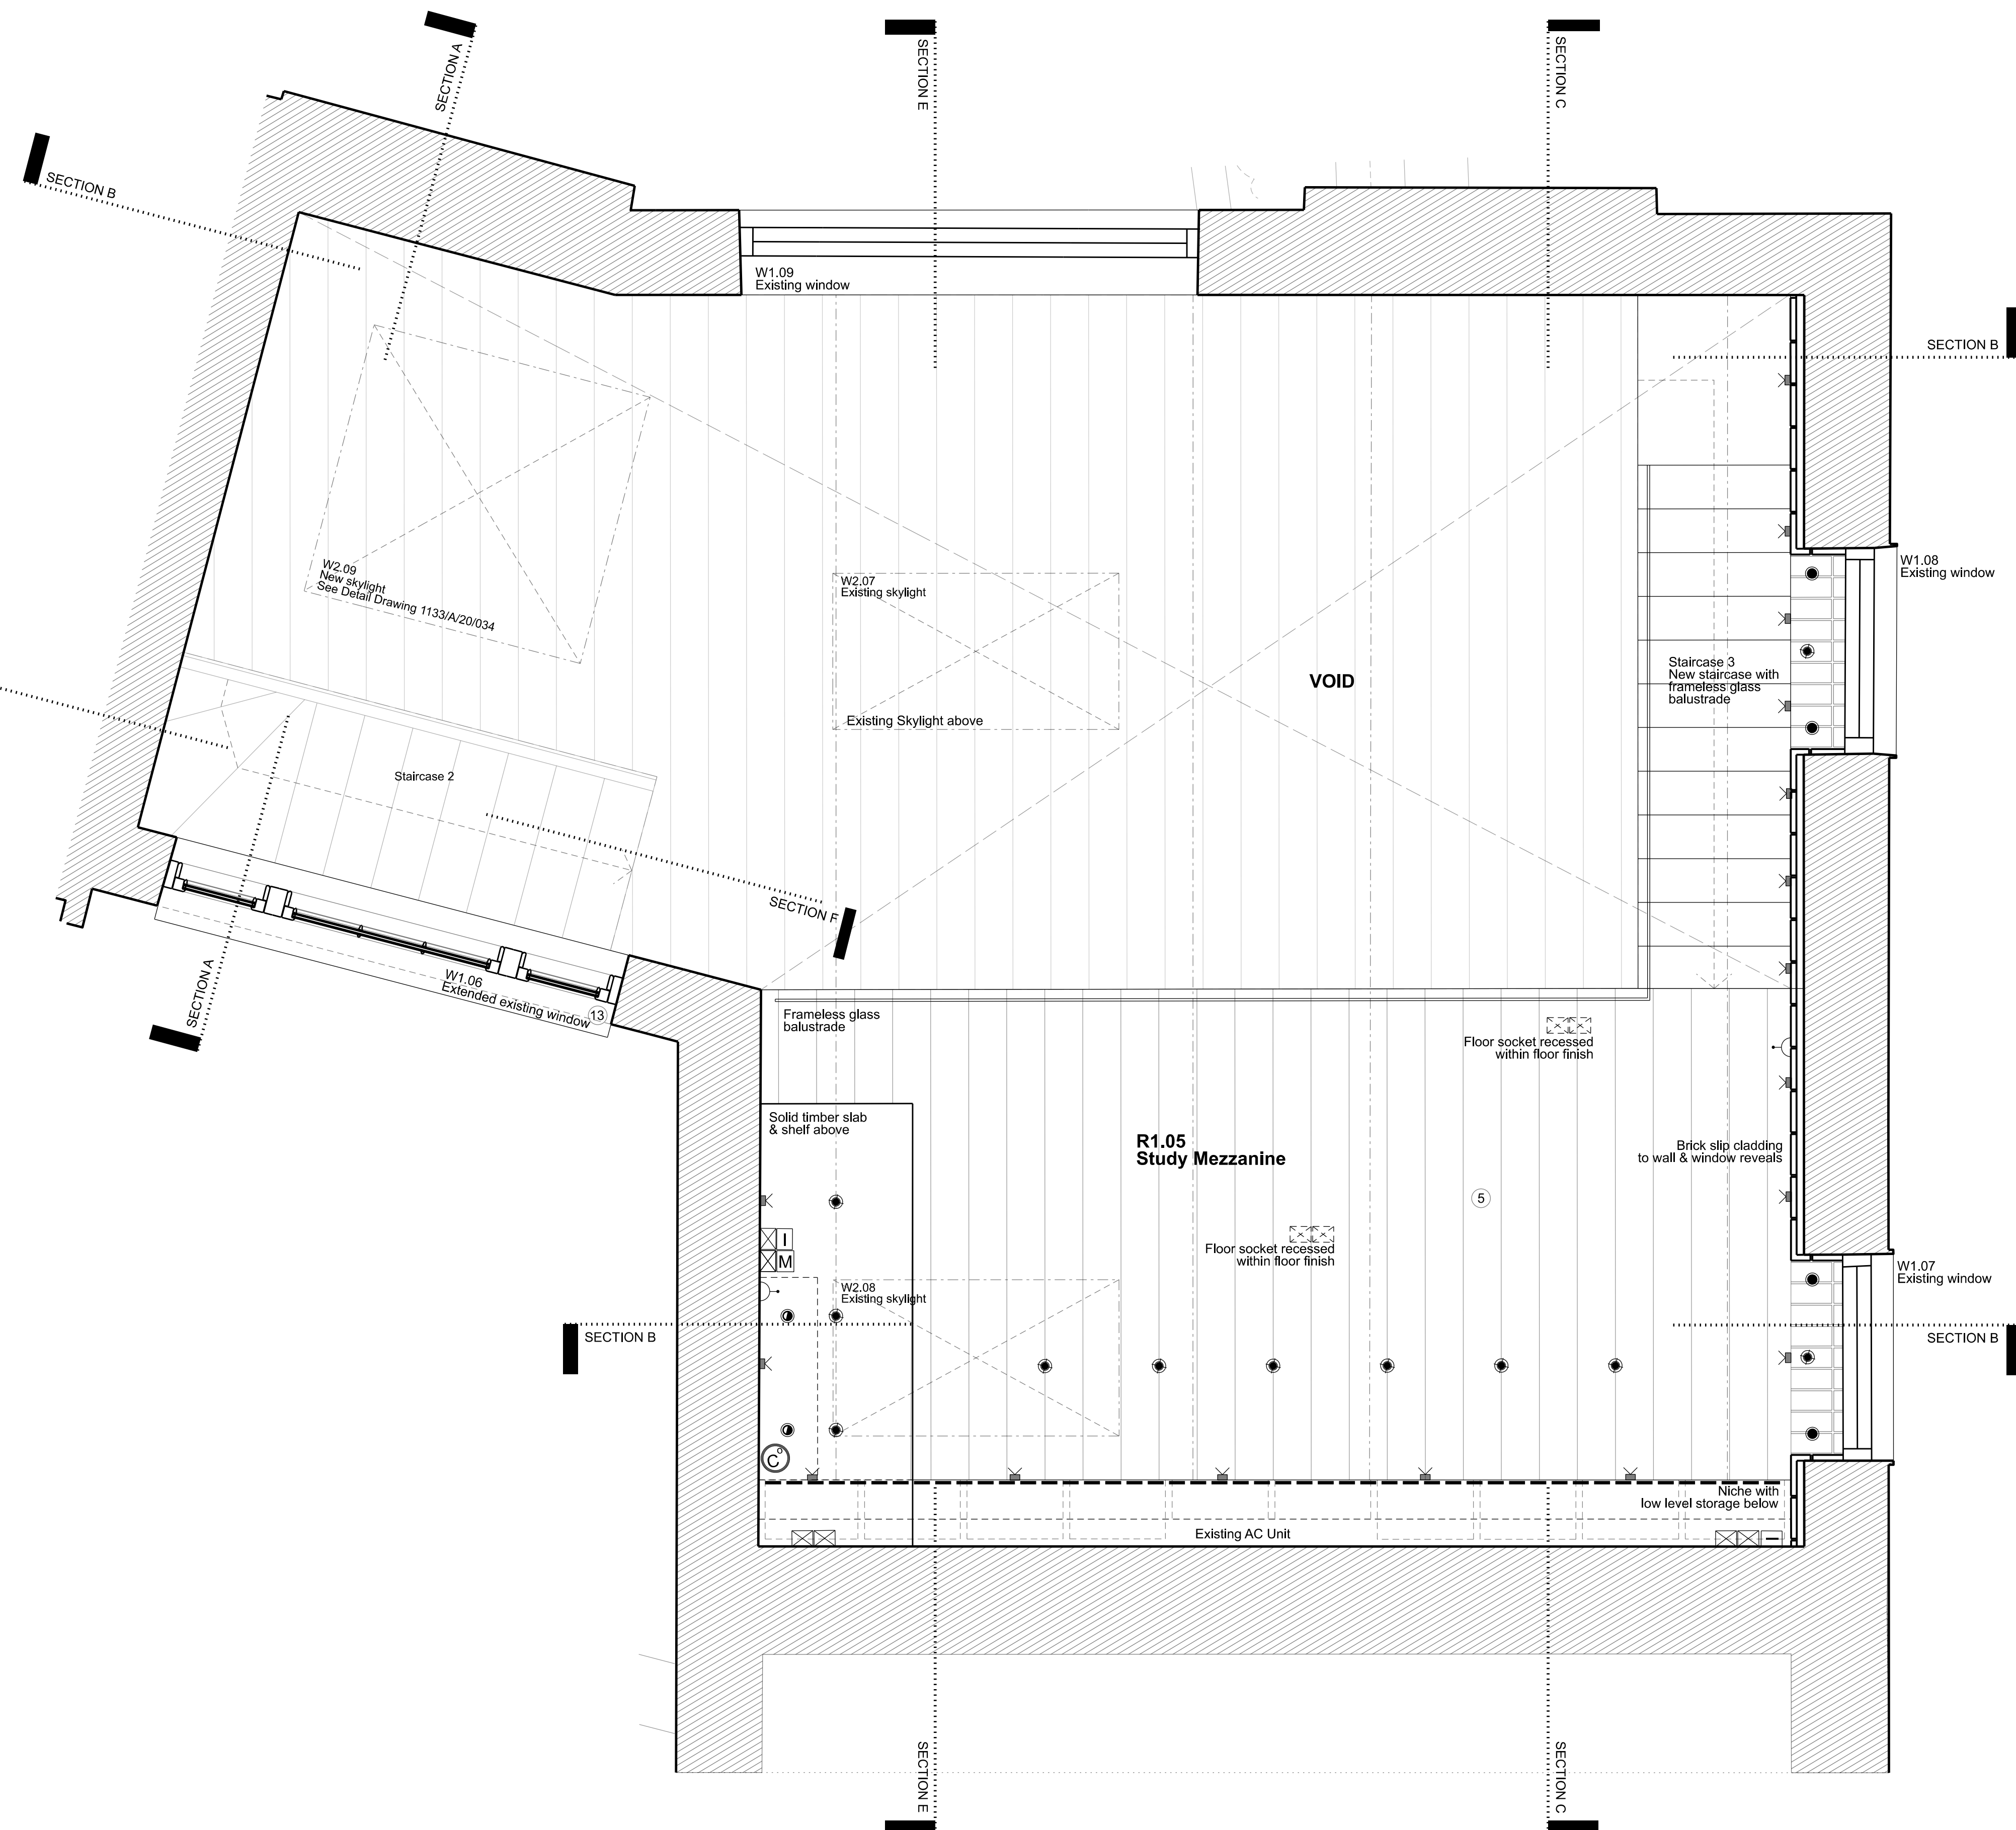 SECTION A
SECTION E
SECTION C
SECTION B
W1.09
Existing window
SECTION B
W2.09
New skylight
See Detail Drawing 1133/A/20/034
W2.07
Existing skylight
Existing Skylight above
VOID
W1.08
Existing window
Staircase 3
New staircase with
frameless glass
balustrade
Staircase 2
SECTION F
W1.06
Extended existing window
13
SECTION A
Frameless glass
balustrade
Floor socket recessed
within floor finish
Solid timber slab
& shelf above
R1.05
Study Mezzanine
Brick slip cladding
to wall & window reveals
5
I
M
Floor socket recessed
within floor finish
W2.08
Existing skylight
W1.07
Existing window
SECTION B
SECTION B
C°
Niche with
low level storage below
Existing AC Unit
I
SECTION E
SECTION C